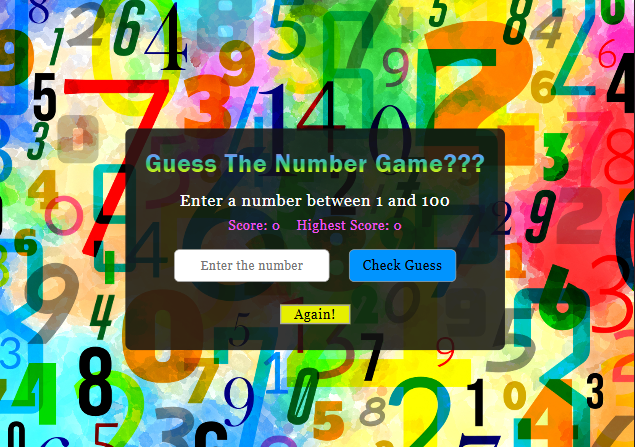 Guess The Number Game???
Enter a number between 1 and 100
Score: 0 Highest Score: 0
Enter the number
Check Guess
Again!